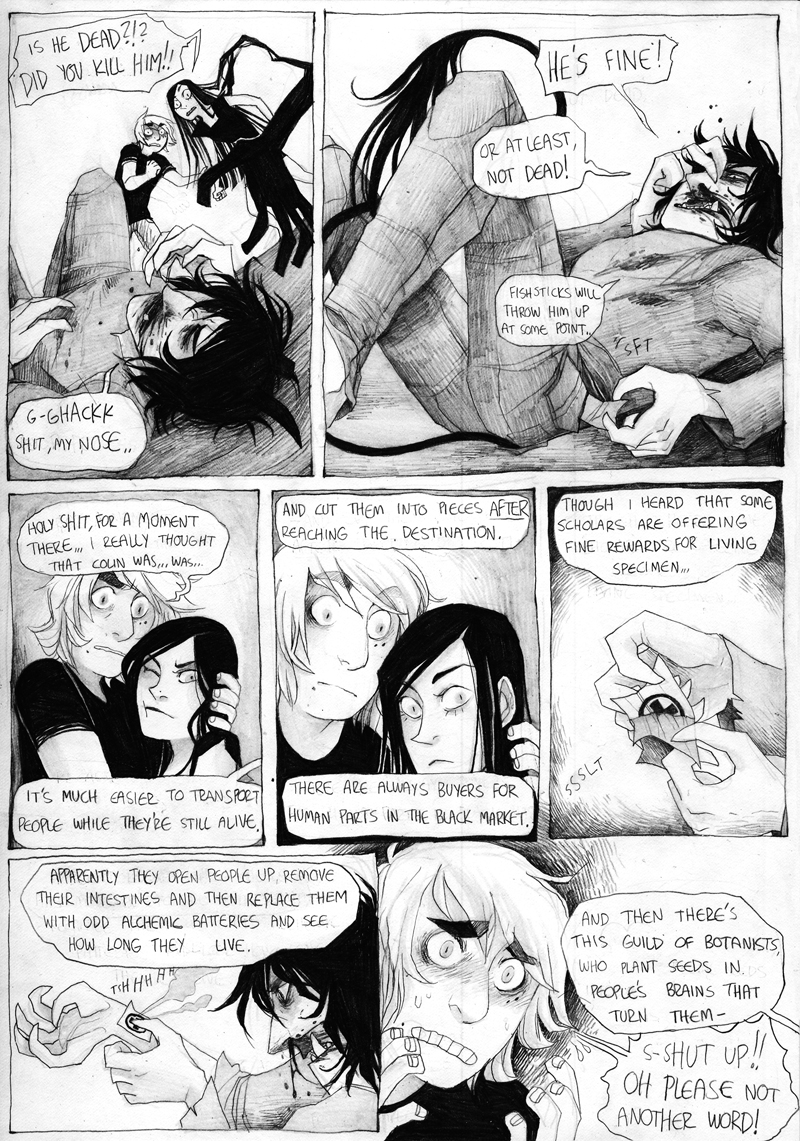 IS HE DEAD?!?
DID YOU KILL HIM!!
G-GHACKK
SHIT, MY NOSE..
HE'S FINE!
OR AT LEAST,
NOT DEAD!
FISHSTICKS WILL
THROW HIM UP
AT SOME POINT..
SFT
HOLY SHIT, FOR A MOMENT
THERE... I REALLY THOUGHT
THAT COLIN WAS... WAS...
IT'S MUCH EASIER TO TRANSPORT
PEOPLE WHILE THEY'RE STILL ALIVE.
AND CUT THEM INTO PIECES AFTER
REACHING THE DESTINATION.
THERE ARE ALWAYS BUYERS FOR
HUMAN PARTS IN THE BLACK MARKET.
THOUGH I HEARD THAT SOME
SCHOLARS ARE OFFERING
FINE REWARDS FOR LIVING
SPECIMEN...
SSSLT
APPARENTLY THEY OPEN PEOPLE UP, REMOVE
THEIR INTESTINES AND THEN REPLACE THEM
WITH ODD ALCHEMIC BATTERIES AND SEE
HOW LONG THEY LIVE.
TSHHHHH
AND THEN THERE'S
THIS GUILD OF BOTANISTS,
WHO PLANT SEEDS IN
PEOPLE'S BRAINS THAT
TURN THEM-
S-SHUT UP!!
OH PLEASE NOT
ANOTHER WORD!